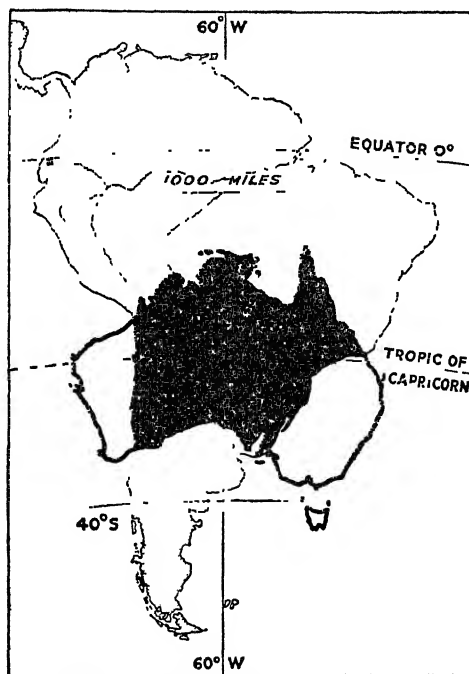 60° W
EQUATOR 0°
1000 MILES
TROPIC OF
CAPRICORN
40°S
60° W